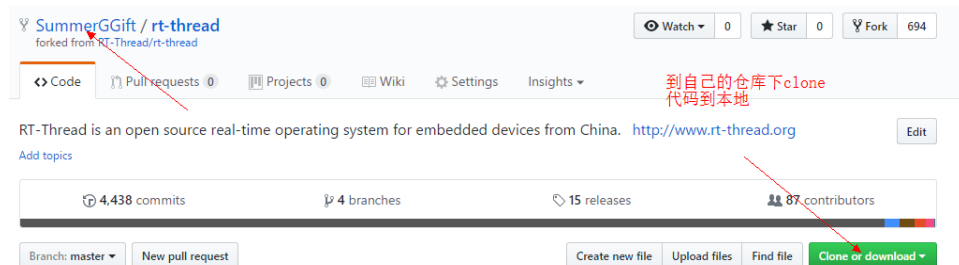 SummerGGift / rt-thread
forked from RT-Thread/rt-thread
Watch 0 Star 0 Fork 694
Code Pull requests 0 Projects 0 Wiki Settings Insights
到自己的仓库下clone
代码到本地
RT-Thread is an open source real-time operating system for embedded devices from China. http://www.rt-thread.org Edit
Add topics
4,438 commits 4 branches 15 releases 87 contributors
Branch: master New pull request Create new file Upload files Find file Clone or download